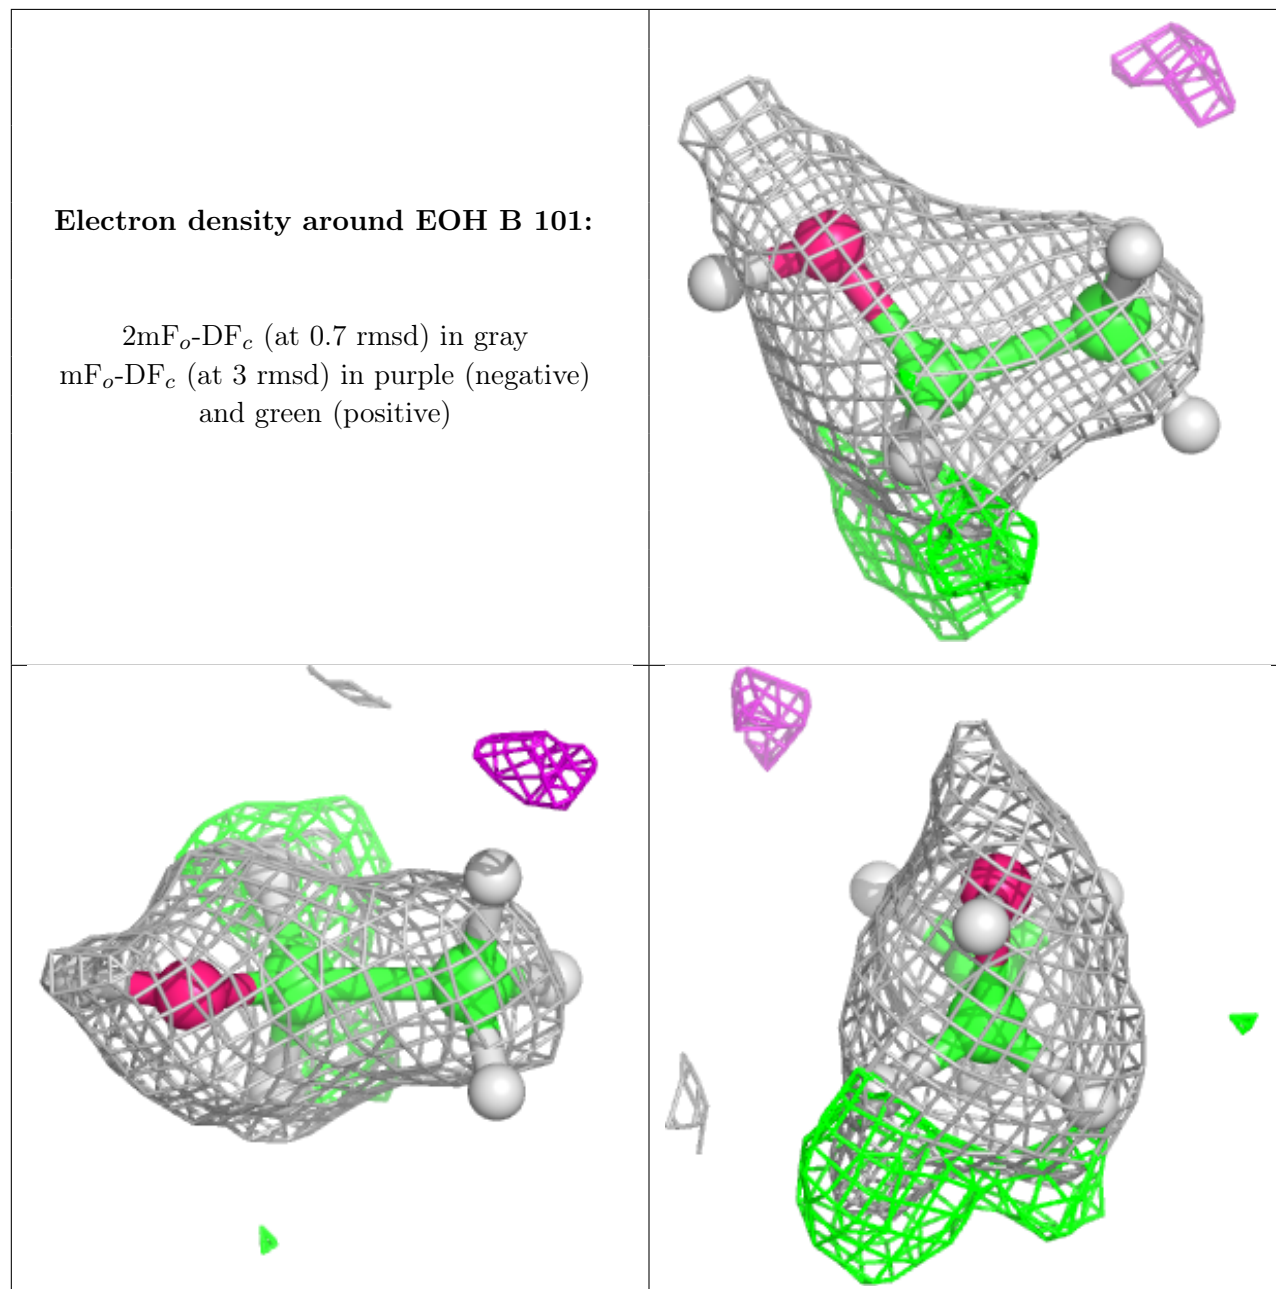 Electron density around EOH B 101:
2mFo-DFc (at 0.7 rmsd) in gray
mFo-DFc (at 3 rmsd) in purple (negative)
and green (positive)